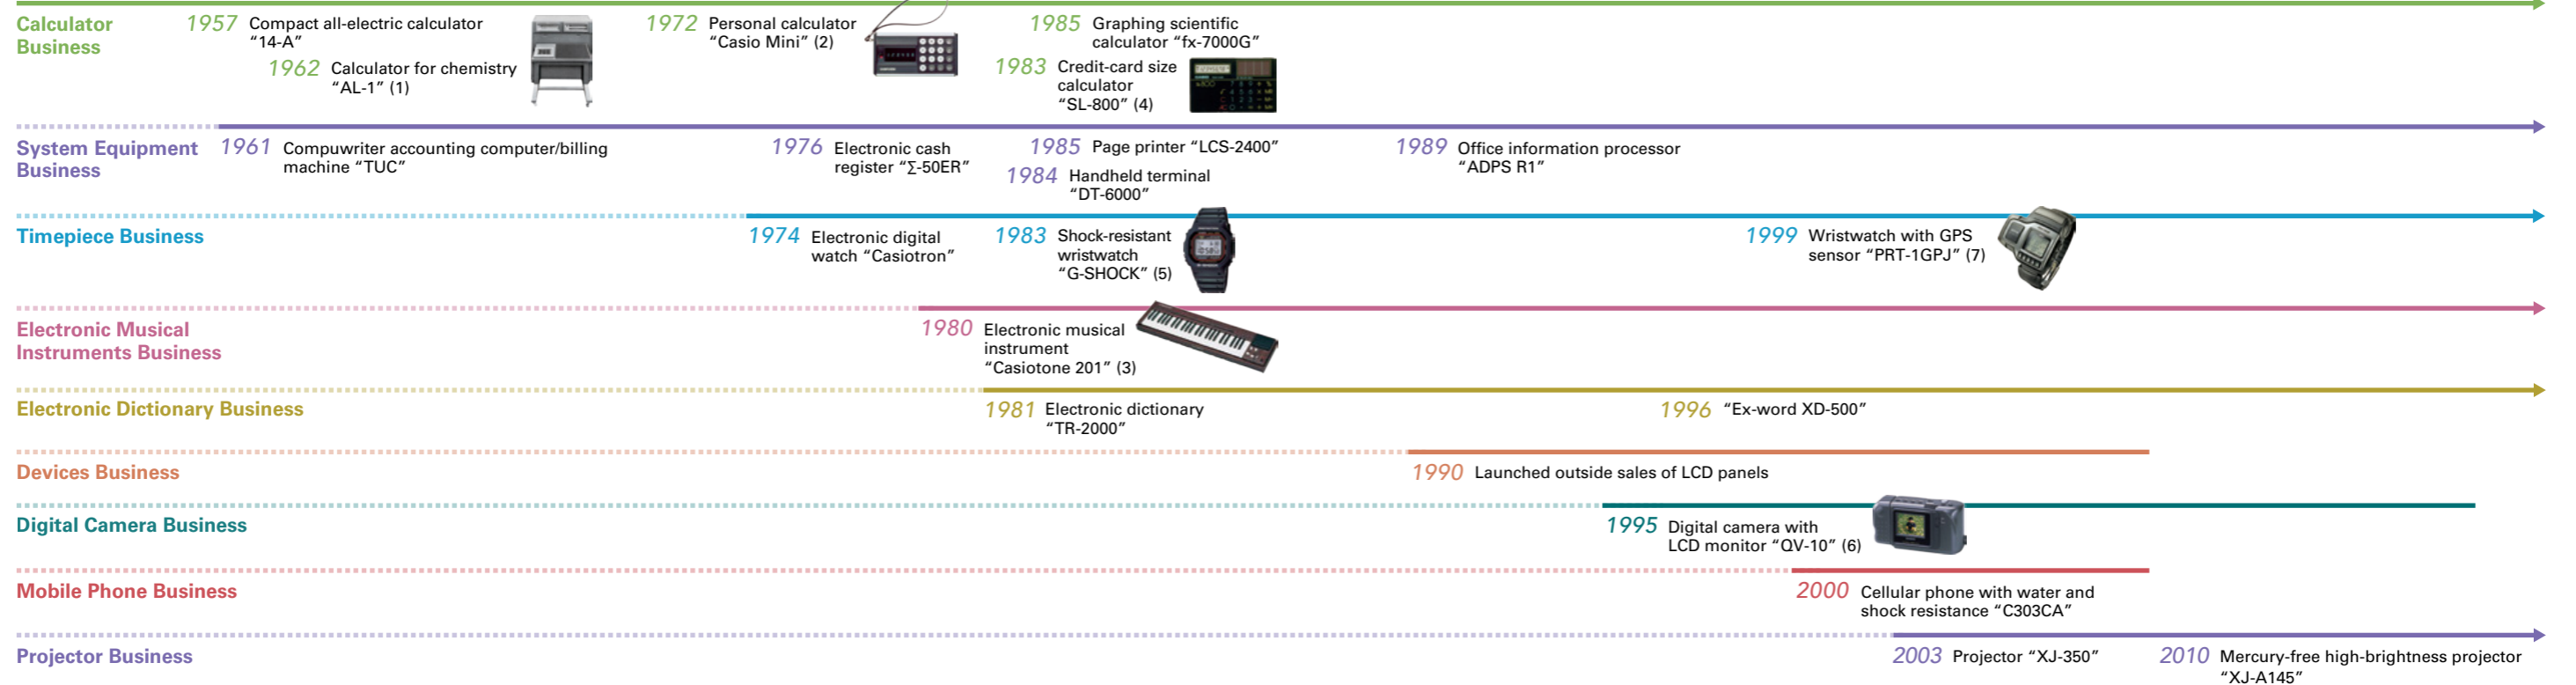 Calculator
Business
1957 Compact all-electric calculator
“14-A”
1962 Calculator for chemistry
“AL-1” (1)
1972 Personal calculator
“Casio Mini” (2)
1985 Graphing scientific
calculator “fx-7000G”
1983 Credit-card size
calculator
“SL-800” (4)
System Equipment
Business
1961 Compuwriter accounting computer/billing
machine “TUC”
1976 Electronic cash
register “∑-50ER”
1985 Page printer “LCS-2400”
1984 Handheld terminal
“DT-6000”
1989 Office information processor
“ADPS R1”
Timepiece Business
1974 Electronic digital
watch “Casiotron”
1983 Shock-resistant
wristwatch
“G-SHOCK” (5)
1999 Wristwatch with GPS
sensor “PRT-1GPJ” (7)
Electronic Musical
Instruments Business
1980 Electronic musical
instrument
“Casiotone 201” (3)
Electronic Dictionary Business
1981 Electronic dictionary
“TR-2000”
1996 “Ex-word XD-500”
Devices Business
1990 Launched outside sales of LCD panels
Digital Camera Business
1995 Digital camera with
LCD monitor “QV-10” (6)
Mobile Phone Business
2000 Cellular phone with water and
shock resistance “C303CA”
Projector Business
2003 Projector “XJ-350”
2010 Mercury-free high-brightness projector
“XJ-A145”